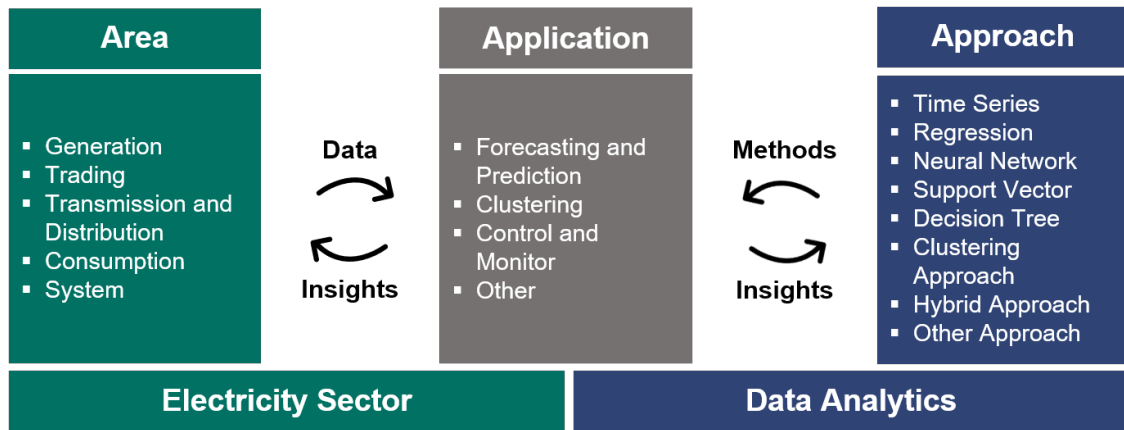 Area
▪ Generation
▪ Trading
▪ Transmission and
Distribution
▪ Consumption
▪ System
Data
Insights
Application
▪ Forecasting and
Prediction
▪ Clustering
▪ Control and
Monitor
▪ Other
Methods
Insights
Approach
▪ Time Series
▪ Regression
▪ Neural Network
▪ Support Vector
▪ Decision Tree
▪ Clustering
Approach
▪ Hybrid Approach
▪ Other Approach
Electricity Sector
Data Analytics